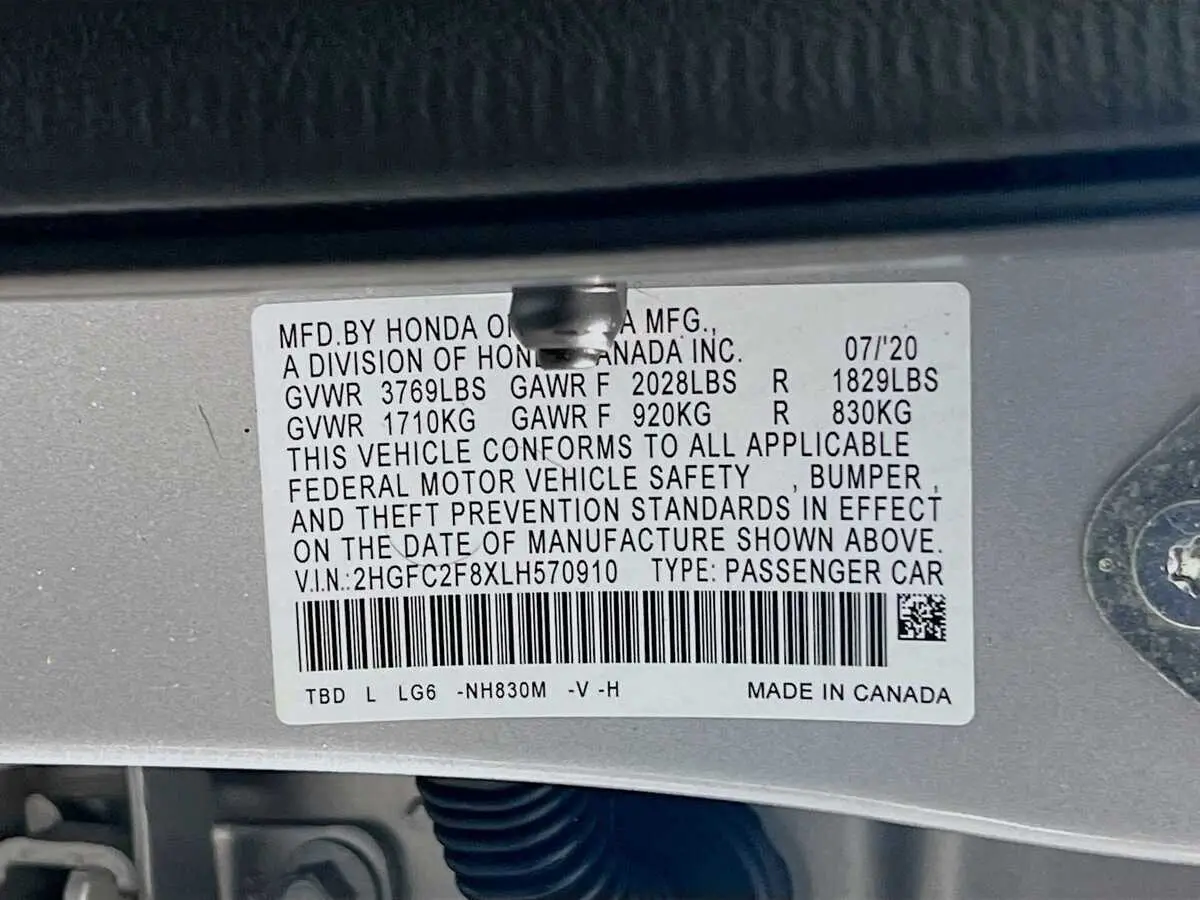 MFD.BY HONDA O A MFG.,
A DIVISION OF HON ANADA INC. 07/'20
GVWR 3769LBS GAWR F 2028LBS R 1829LBS
GVWR 1710KG GAWR F 920KG R 830KG
THIS VEHICLE CONFORMS TO ALL APPLICABLE
FEDERAL MOTOR VEHICLE SAFETY , BUMPER ,
AND THEFT PREVENTION STANDARDS IN EFFECT
ON THE DATE OF MANUFACTURE SHOWN ABOVE.
V.I.N.: 2HGFC2F8XLH570910 TYPE: PASSENGER CAR
TBD L LG6 -NH830M -V -H MADE IN CANADA